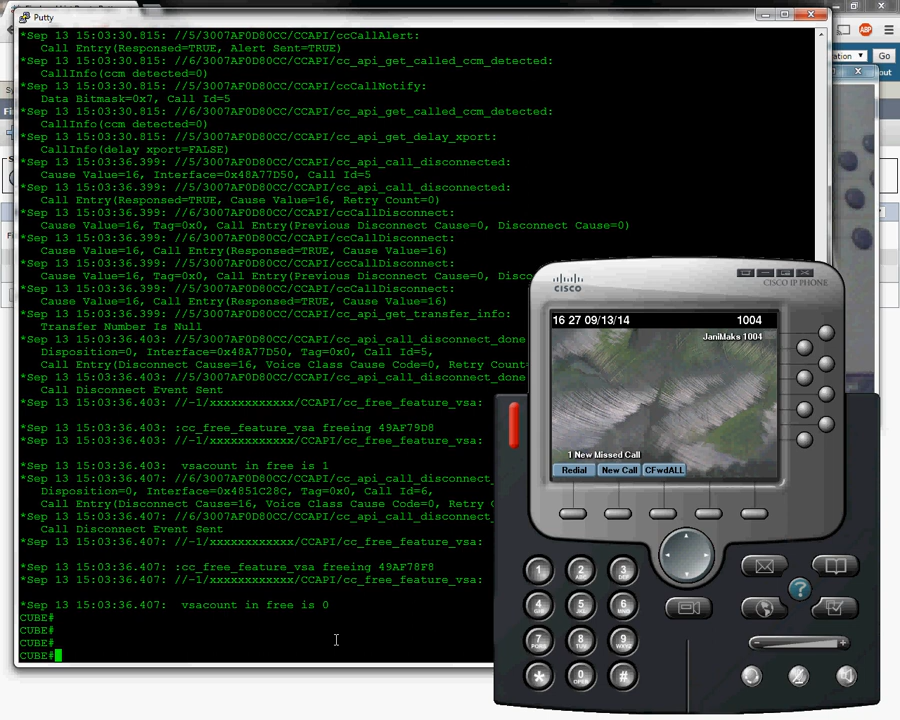 Putty
*Sep 13 15:03:30.815: //5/3007AF0D80CC/CCAPI/ccCallAlert:
Call Entry(Responsed=TRUE, Alert Sent=TRUE)
*Sep 13 15:03:30.815: //6/3007AF0D80CC/CCAPI/cc_api_get_called_ccm_detected:
CallInfo(ccm detected=0)
*Sep 13 15:03:30.815: //5/3007AF0D80CC/CCAPI/ccCallNotify:
Data Bitmask=0x7, Call Id=5
*Sep 13 15:03:30.815: //6/3007AF0D80CC/CCAPI/cc_api_get_called_ccm_detected:
CallInfo(ccm detected=0)
*Sep 13 15:03:30.815: //5/3007AF0D80CC/CCAPI/cc_api_get_delay_xport:
CallInfo(delay xport=FALSE)
*Sep 13 15:03:36.399: //5/3007AF0D80CC/CCAPI/cc_api_call_disconnected:
Cause Value=16, Interface=0x48A77D50, Call Id=5
*Sep 13 15:03:36.399: //5/3007AF0D80CC/CCAPI/cc_api_call_disconnected:
Call Entry(Responsed=TRUE, Cause Value=16, Retry Count=0)
*Sep 13 15:03:36.399: //6/3007AF0D80CC/CCAPI/ccCallDisconnect:
Cause Value=16, Tag=0x0, Call Entry(Previous Disconnect Cause=0, Disconnect Cause=0)
*Sep 13 15:03:36.399: //6/3007AF0D80CC/CCAPI/ccCallDisconnect:
Cause Value=16, Call Entry(Responsed=TRUE, Cause Value=16)
*Sep 13 15:03:36.399: //5/3007AF0D80CC/CCAPI/ccCallDisconnect:
Cause Value=16, Tag=0x0, Call Entry(Previous Disconnect Cause=0, Disco
*Sep 13 15:03:36.399: //5/3007AF0D80CC/CCAPI/ccCallDisconnect:
Cause Value=16, Call Entry(Responsed=TRUE, Cause Value=16)
*Sep 13 15:03:36.399: //5/3007AF0D80CC/CCAPI/cc_api_get_transfer_info:
Transfer Number Is Null
*Sep 13 15:03:36.403: //5/3007AF0D80CC/CCAPI/cc_api_call_disconnect_done
Disposition=0, Interface=0x48A77D50, Tag=0x0, Call Id=5,
Call Entry(Disconnect Cause=16, Voice Class Cause Code=0, Retry Count=
*Sep 13 15:03:36.403: //5/3007AF0D80CC/CCAPI/cc_api_call_disconnect_done
Call Disconnect Event Sent
*Sep 13 15:03:36.403: //-1/xxxxxxxxxxxx/CCAPI/cc_free_feature_vsa:
*Sep 13 15:03:36.403: :cc_free_feature_vsa freeing 49AF79D8
*Sep 13 15:03:36.403: //-1/xxxxxxxxxxxx/CCAPI/cc_free_feature_vsa:
*Sep 13 15:03:36.403:  vsacount in free is 1
*Sep 13 15:03:36.407: //6/3007AF0D80CC/CCAPI/cc_api_call_disconnect_
Disposition=0, Interface=0x4851C28C, Tag=0x0, Call Id=6,
Call Entry(Disconnect Cause=16, Voice Class Cause Code=0, Retry C
*Sep 13 15:03:36.407: //6/3007AF0D80CC/CCAPI/cc_api_call_disconnect_
Call Disconnect Event Sent
*Sep 13 15:03:36.407: //-1/xxxxxxxxxxxx/CCAPI/cc_free_feature_vsa:
*Sep 13 15:03:36.407: :cc_free_feature_vsa freeing 49AF78F8
*Sep 13 15:03:36.407: //-1/xxxxxxxxxxxx/CCAPI/cc_free_feature_vsa:
*Sep 13 15:03:36.407:  vsacount in free is 0
CUBE#
CUBE#
CUBE#
CUBE#
ABP
Go
CISCO
CISCO IP PHONE
16 27 09/13/14 1004
JaniMaks 1004
1 New Missed Call
Redial New Call CFwdALL
1 2 3
4 5 6
7 8 9
* 0 #
?